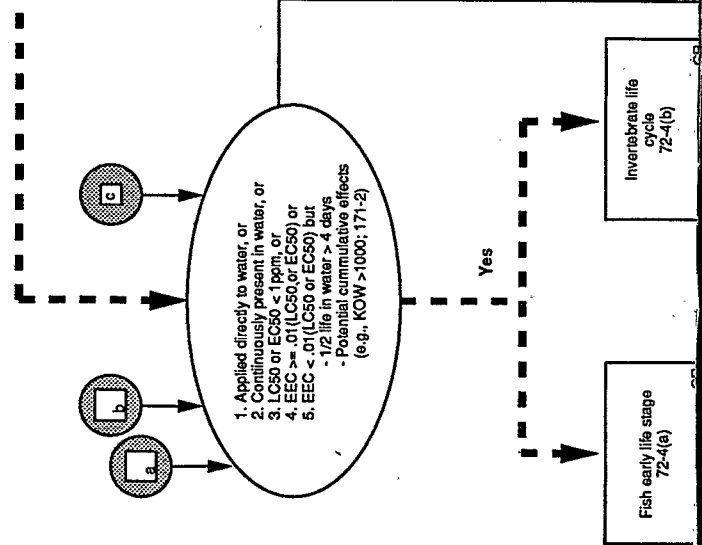 a
b
c
1. Applied directly to water, or
2. Continuously present in water, or
3. LC50 or EC50 < 1ppm, or
4. EEC >= .01(LC50 or EC50) or
5. EEC < .01(LC50 or EC50) but
- 1/2 life in water > 4 days
- Potential cummulative effects
(e.g., KOW >1000; 171-2)
Yes
Fish early life stage
72-4(a)
Invertebrate life
cycle
72-4(b)